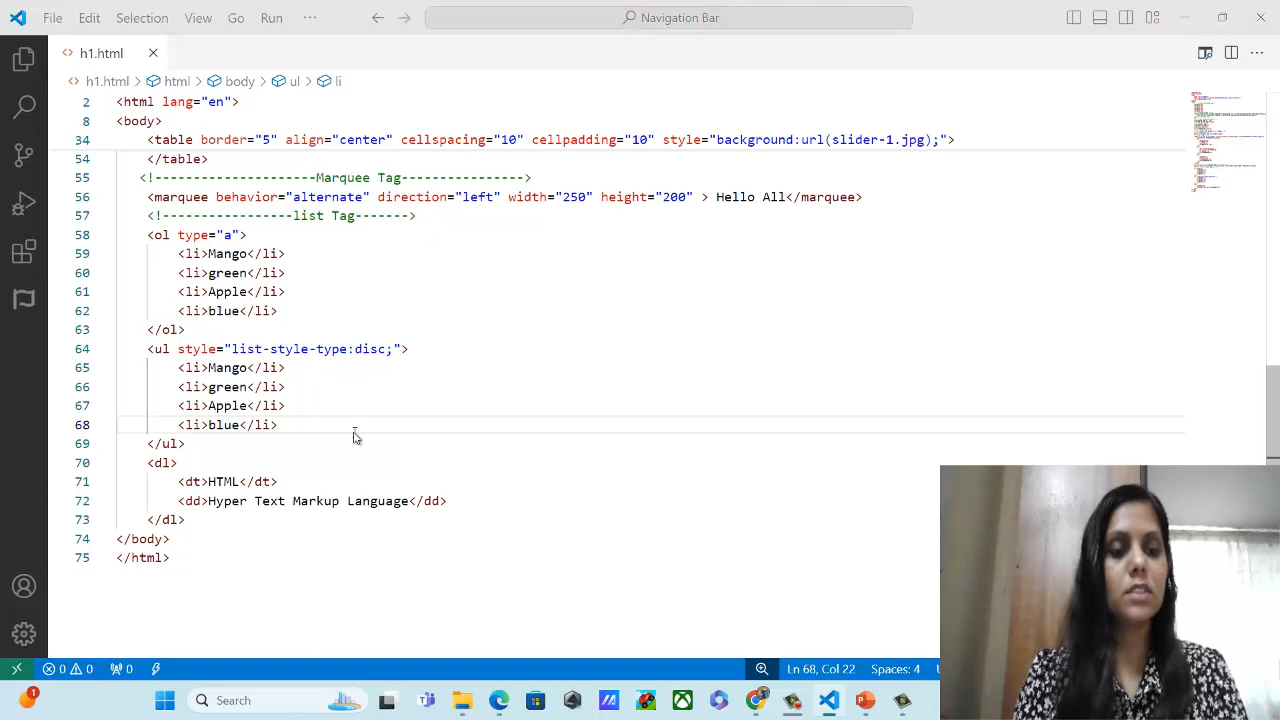 File Edit Selection View Go Run ··· Navigation Bar
h1.html
h1.html > html > body > ul > li
2 <html lang="en">
8 <body>
34 <table border="5" align="center" cellspacing="10" cellpadding="10" style="background:url(slider-1.jpg);">
54 </table>
55 <!---------------------Marquee Tag---------------->
56 <marquee behavior="alternate" direction="left" width="250" height="200" > Hello All</marquee>
57 <!-----------------list Tag------->
58 <ol type="a">
59 <li>Mango</li>
60 <li>green</li>
61 <li>Apple</li>
62 <li>blue</li>
63 </ol>
64 <ul style="list-style-type:disc;">
65 <li>Mango</li>
66 <li>green</li>
67 <li>Apple</li>
68 <li>blue</li>
69 </ul>
70 <dl>
71 <dt>HTML</dt>
72 <dd>Hyper Text Markup Language</dd>
73 </dl>
74 </body>
75 </html>
0 0 0 Ln 68, Col 22 Spaces: 4
1 Search